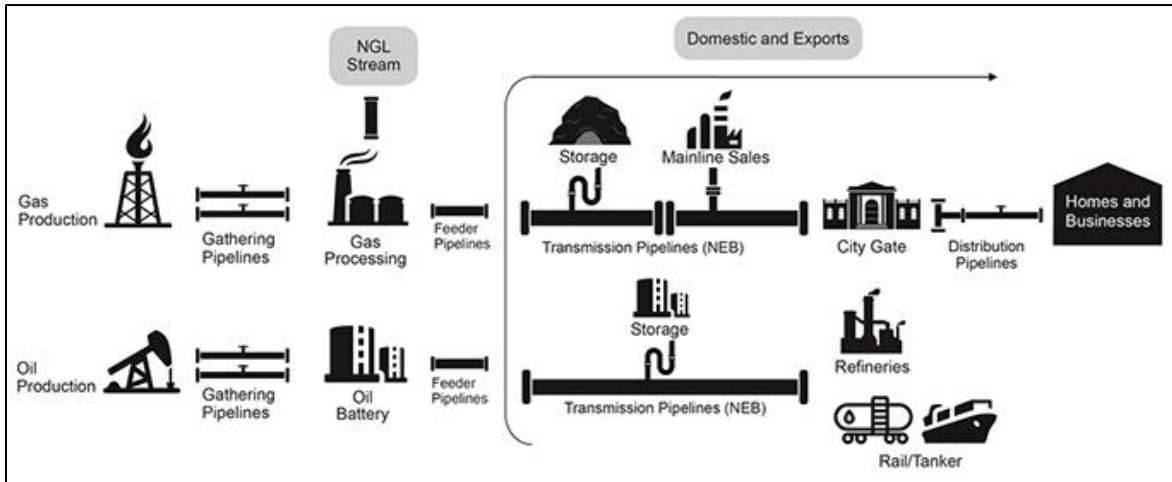 NGL
Stream
Domestic and Exports
Storage
Mainline Sales
Gas
Production
Gathering
Pipelines
Gas
Processing
Feeder
Pipelines
Transmission Pipelines (NEB)
City Gate
Distribution
Pipelines
Homes and
Businesses
Oil
Production
Gathering
Pipelines
Oil
Battery
Feeder
Pipelines
Storage
Transmission Pipelines (NEB)
Refineries
Rail/Tanker